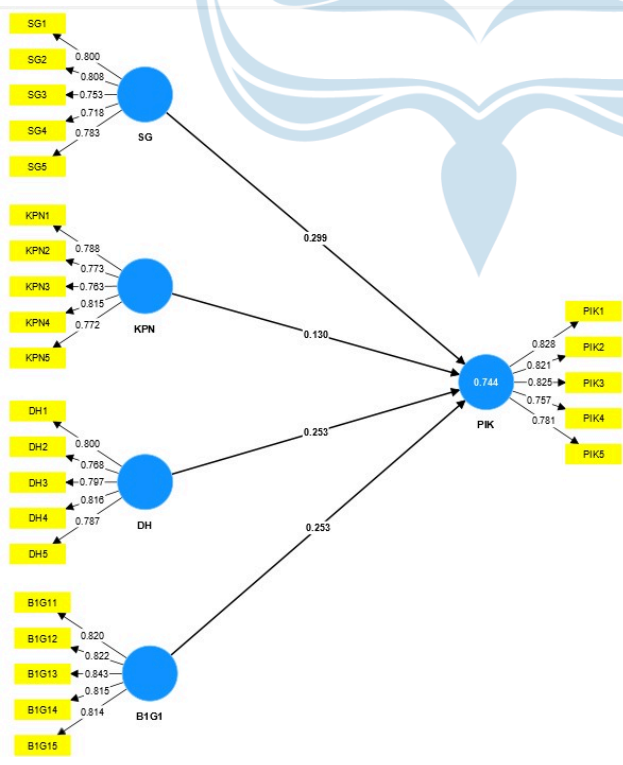 SG1
SG2
SG3
SG4
SG5
0.800
0.808
0.753
0.718
0.783
SG
0.299
KPN1
KPN2
KPN3
KPN4
KPN5
0.788
0.773
0.763
0.815
0.772
KPN
0.130
DH1
DH2
DH3
DH4
DH5
0.800
0.768
0.797
0.816
0.787
DH
0.253
B1G11
B1G12
B1G13
B1G14
B1G15
0.820
0.822
0.843
0.815
0.814
B1G1
0.253
0.744
PIK
0.828
0.821
0.825
0.757
0.781
PIK1
PIK2
PIK3
PIK4
PIK5